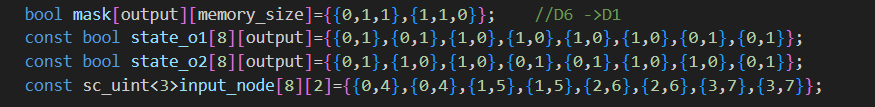 bool mask[output][memory_size]={{0,1,1},{1,1,0}};    //D6 ->D1
const bool state_o1[8][output]={{0,1},{0,1},{1,0},{1,0},{1,0},{1,0},{0,1},{0,1}};
const bool state_o2[8][output]={{0,1},{1,0},{1,0},{0,1},{0,1},{1,0},{1,0},{0,1}};
const sc_uint<3>input_node[8][2]={{0,4},{0,4},{1,5},{1,5},{2,6},{2,6},{3,7},{3,7}};